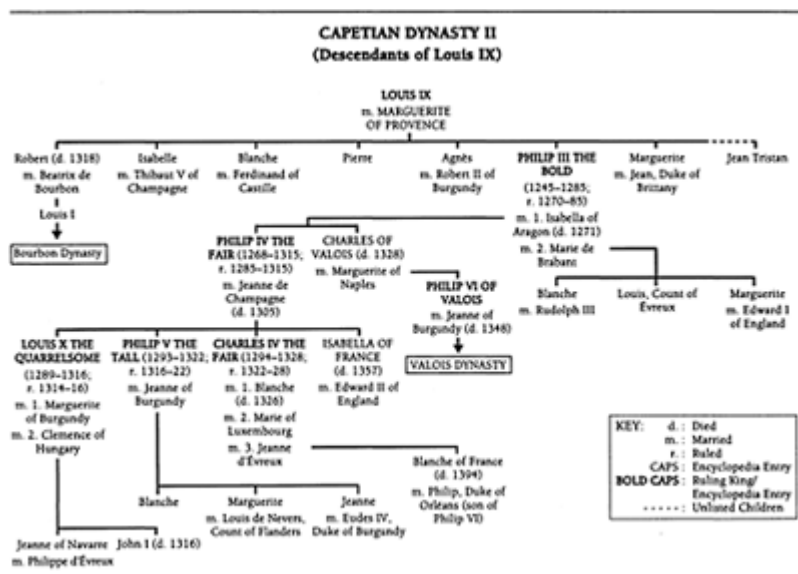 CAPETIAN DYNASTY II
(Descendants of Louis IX)
LOUIS IX
m. MARGUERITE
OF PROVENCE
Robert (d. 1318)
m. Beatrix de
Bourbon
Louis I
Bourbon Dynasty
Isabelle
m. Thibaut V of
Champagne
Blanche
m. Ferdinand of
Castille
Pierre
Agnès
m. Robert II of
Burgundy
PHILIP III THE
BOLD
(1245–1285;
r. 1270–85)
m. 1. Isabella of
Aragon (d. 1271)
m. 2. Marie de
Brabant
Marguerite
m. Jean, Duke of
Brittany
Jean Tristan
PHILIP IV THE
FAIR (1268–1315;
r. 1285–1315)
m. Jeanne de
Champagne
(d. 1305)
CHARLES OF
VALOIS (d. 1328)
m. Marguerite of
Naples
PHILIP VI OF
VALOIS
m. Jeanne of
Burgundy (d. 1348)
VALOIS DYNASTY
Blanche
m. Rudolph III
Louis, Count of
Évreux
Marguerite
m. Edward I
of England
LOUIS X THE
QUARRELSOME
(1289–1316;
r. 1314–16)
m. 1. Marguerite
of Burgundy
m. 2. Clemence of
Hungary
PHILIP V THE
TALL (1293–1322;
r. 1316–22)
m. Jeanne of
Burgundy
CHARLES IV THE
FAIR (1294–1328;
r. 1322–28)
m. 1. Blanche
(d. 1326)
m. 2. Marie of
Luxembourg
m. 3. Jeanne
d'Évreux
ISABELLA OF
FRANCE
(d. 1357)
m. Edward II of
England
Blanche of France
(d. 1394)
m. Philip, Duke of
Orleans (son of
Philip VI)
Blanche
Marguerite
m. Louis de Nevers,
Count of Flanders
Jeanne
m. Eudes IV,
Duke of Burgundy
Jeanne of Navarre
m. Philippe d'Évreux
John I (d. 1316)
KEY: d. : Died
m. : Married
r. : Ruled
CAPS : Encyclopedia Entry
BOLD CAPS : Ruling King/
Encyclopedia Entry
- - - - - : Unlisted Children